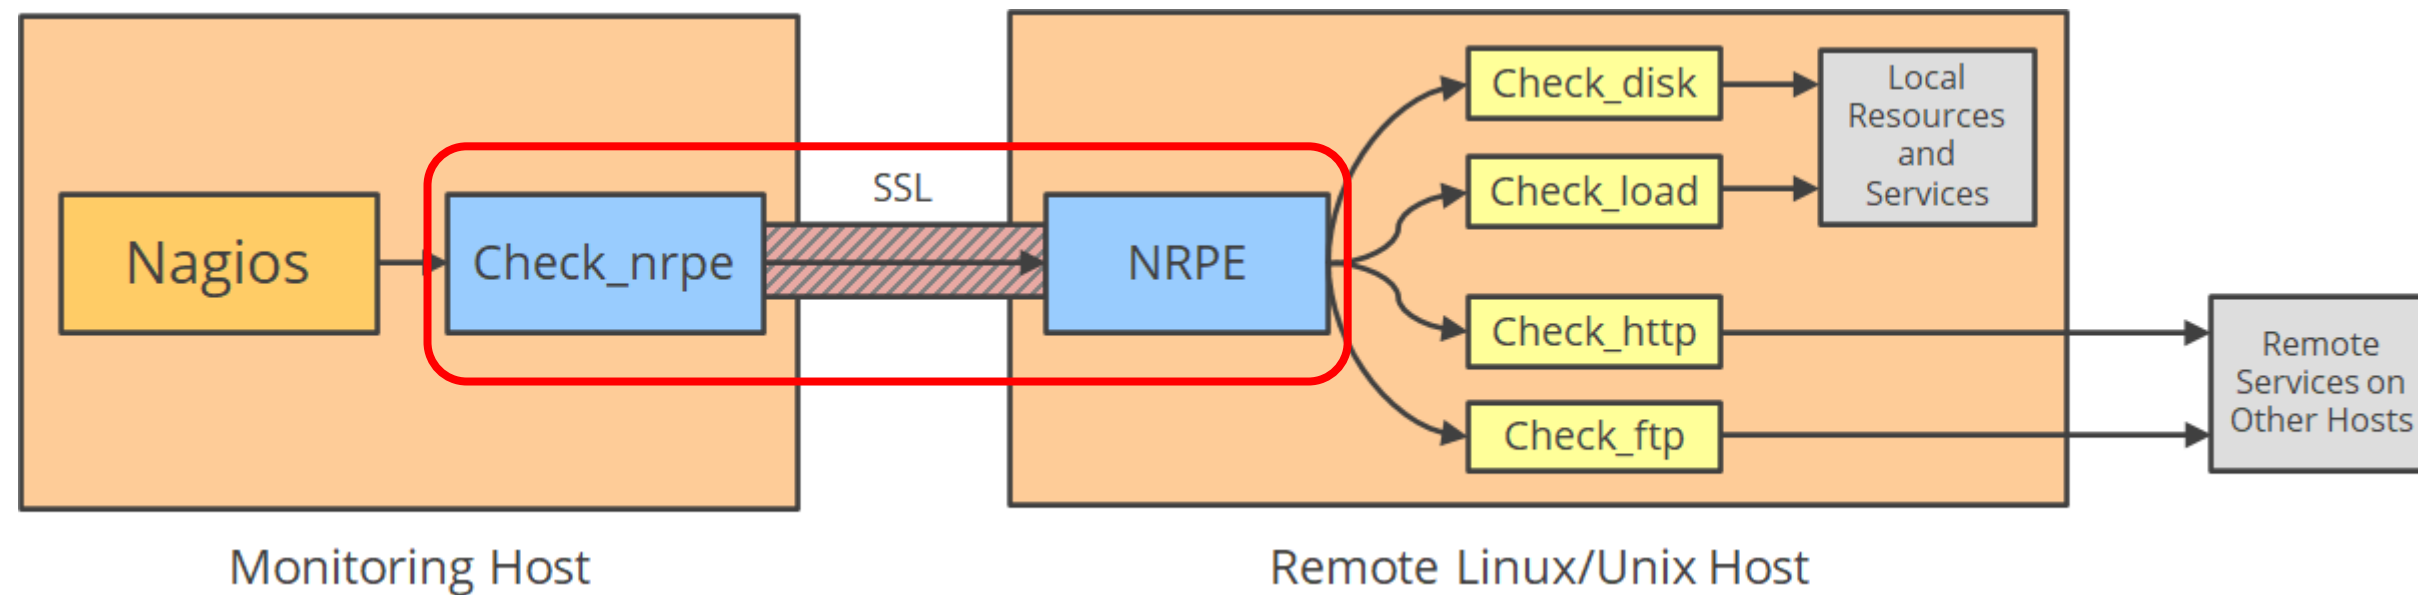 Nagios
Check_nrpe
SSL
NRPE
Check_disk
Check_load
Check_http
Check_ftp
Local
Resources
and
Services
Remote
Services on
Other Hosts
Monitoring Host
Remote Linux/Unix Host